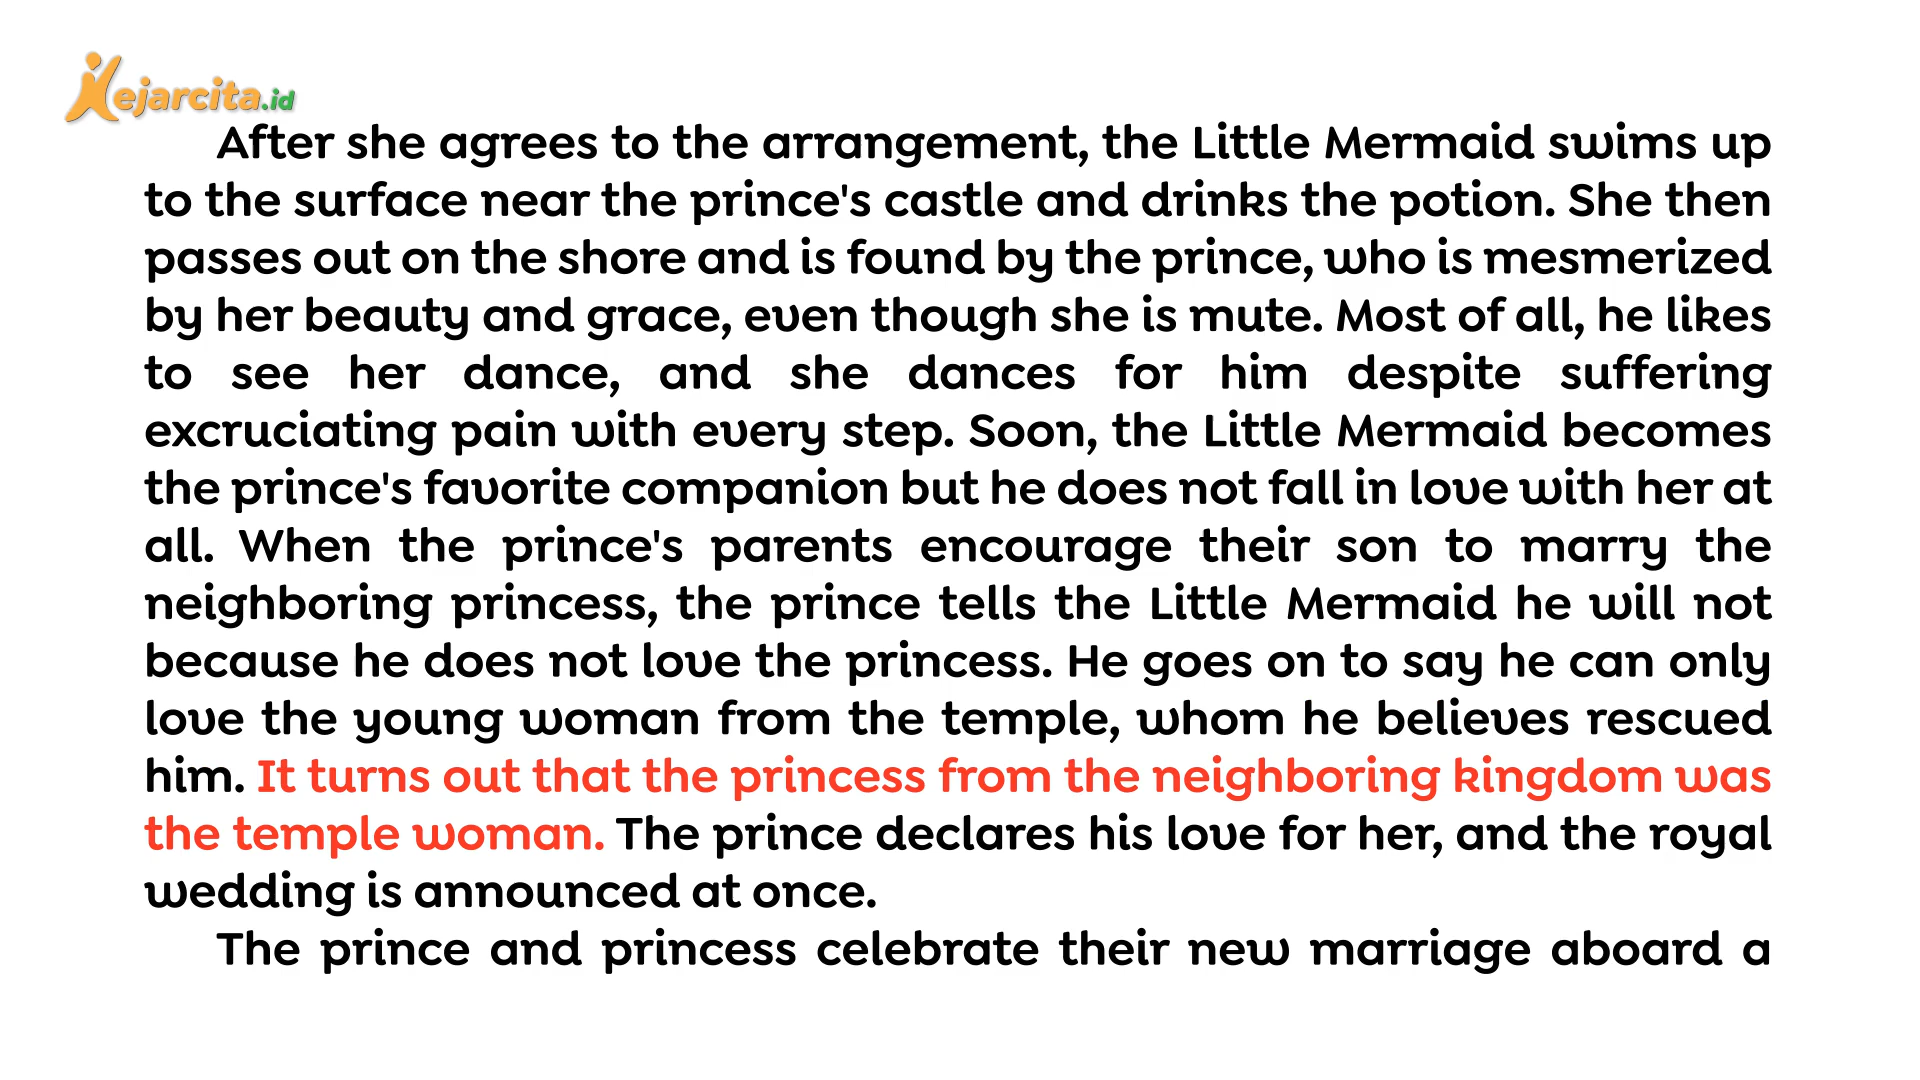 Kejarcita.id
After she agrees to the arrangement, the Little Mermaid swims up
to the surface near the prince's castle and drinks the potion. She then
passes out on the shore and is found by the prince, who is mesmerized
by her beauty and grace, even though she is mute. Most of all, he likes
to see her dance, and she dances for him despite suffering
excruciating pain with every step. Soon, the Little Mermaid becomes
the prince's favorite companion but he does not fall in love with her at
all. When the prince's parents encourage their son to marry the
neighboring princess, the prince tells the Little Mermaid he will not
because he does not love the princess. He goes on to say he can only
love the young woman from the temple, whom he believes rescued
him. It turns out that the princess from the neighboring kingdom was
the temple woman. The prince declares his love for her, and the royal
wedding is announced at once.
The prince and princess celebrate their new marriage aboard a